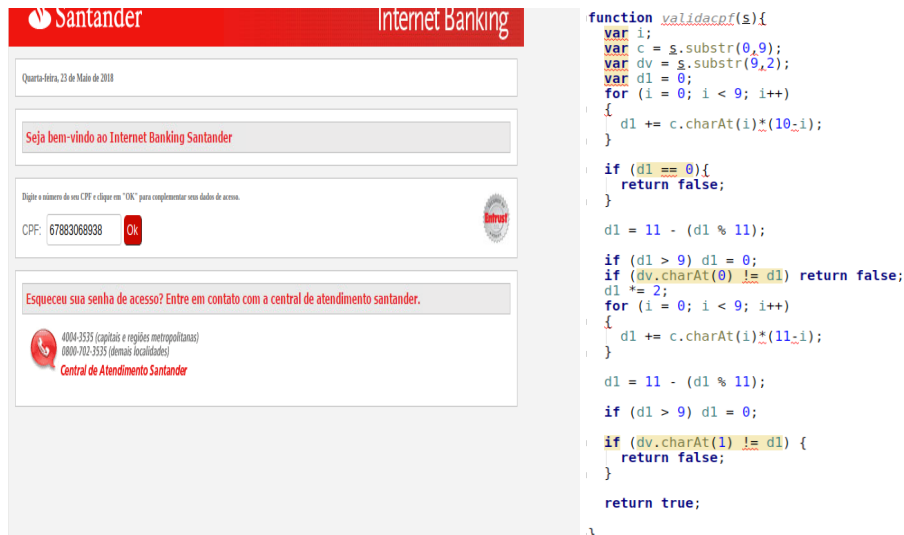 Santander
Internet Banking
Quarta-feira, 23 de Maio de 2018
Seja bem-vindo ao Internet Banking Santander
Digite o número do seu CPF e clique em "OK" para conplementar seus dados de acesso.
CPF: 67883068938 Ok
Entrust
Esqueceu sua senha de acesso? Entre em contato com a central de atendimento santander.
4004-3535 (capitais e regiões metropolitanas)
0800-702-3535 (demais localidades)
Central de Atendimento Santander
function validacpf(s){
var i;
var c = s.substr(0,9);
var dv = s.substr(9,2);
var d1 = 0;
for (i = 0; i < 9; i++)
{
d1 += c.charAt(i)*(10-i);
}
if (d1 == 0){
return false;
}
d1 = 11 - (d1 % 11);
if (d1 > 9) d1 = 0;
if (dv.charAt(0) != d1) return false;
d1 *= 2;
for (i = 0; i < 9; i++)
{
d1 += c.charAt(i)*(11-i);
}
d1 = 11 - (d1 % 11);
if (d1 > 9) d1 = 0;
if (dv.charAt(1) != d1) {
return false;
}
return true;
}